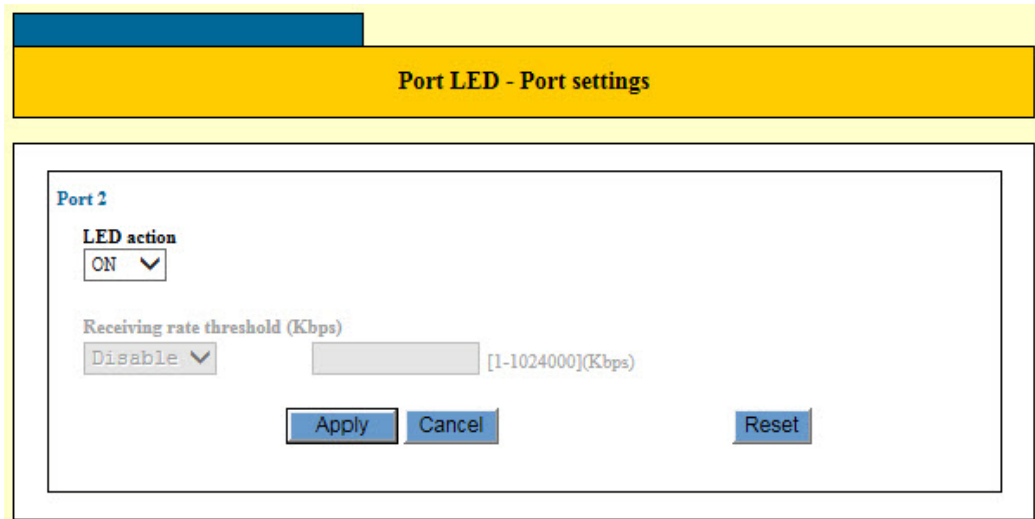 Port LED - Port settings
Port 2
LED action
ON
Receiving rate threshold (Kbps)
Disable [1-1024000](Kbps)
Apply Cancel Reset